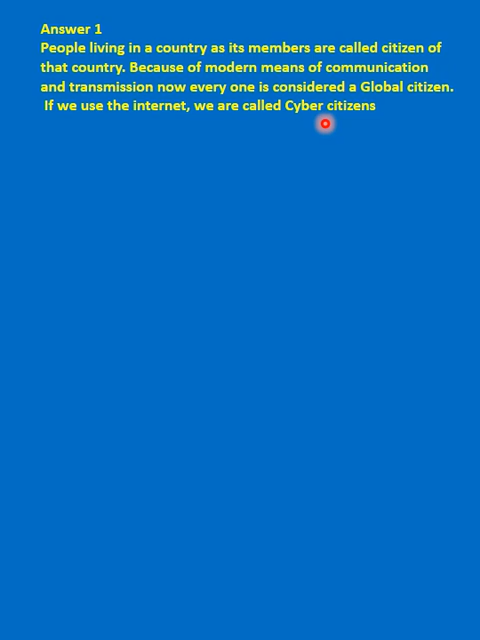 Answer 1
People living in a country as its members are called citizen of
that country. Because of modern means of communication
and transmission now every one is considered a Global citizen.
If we use the internet, we are called Cyber citizens